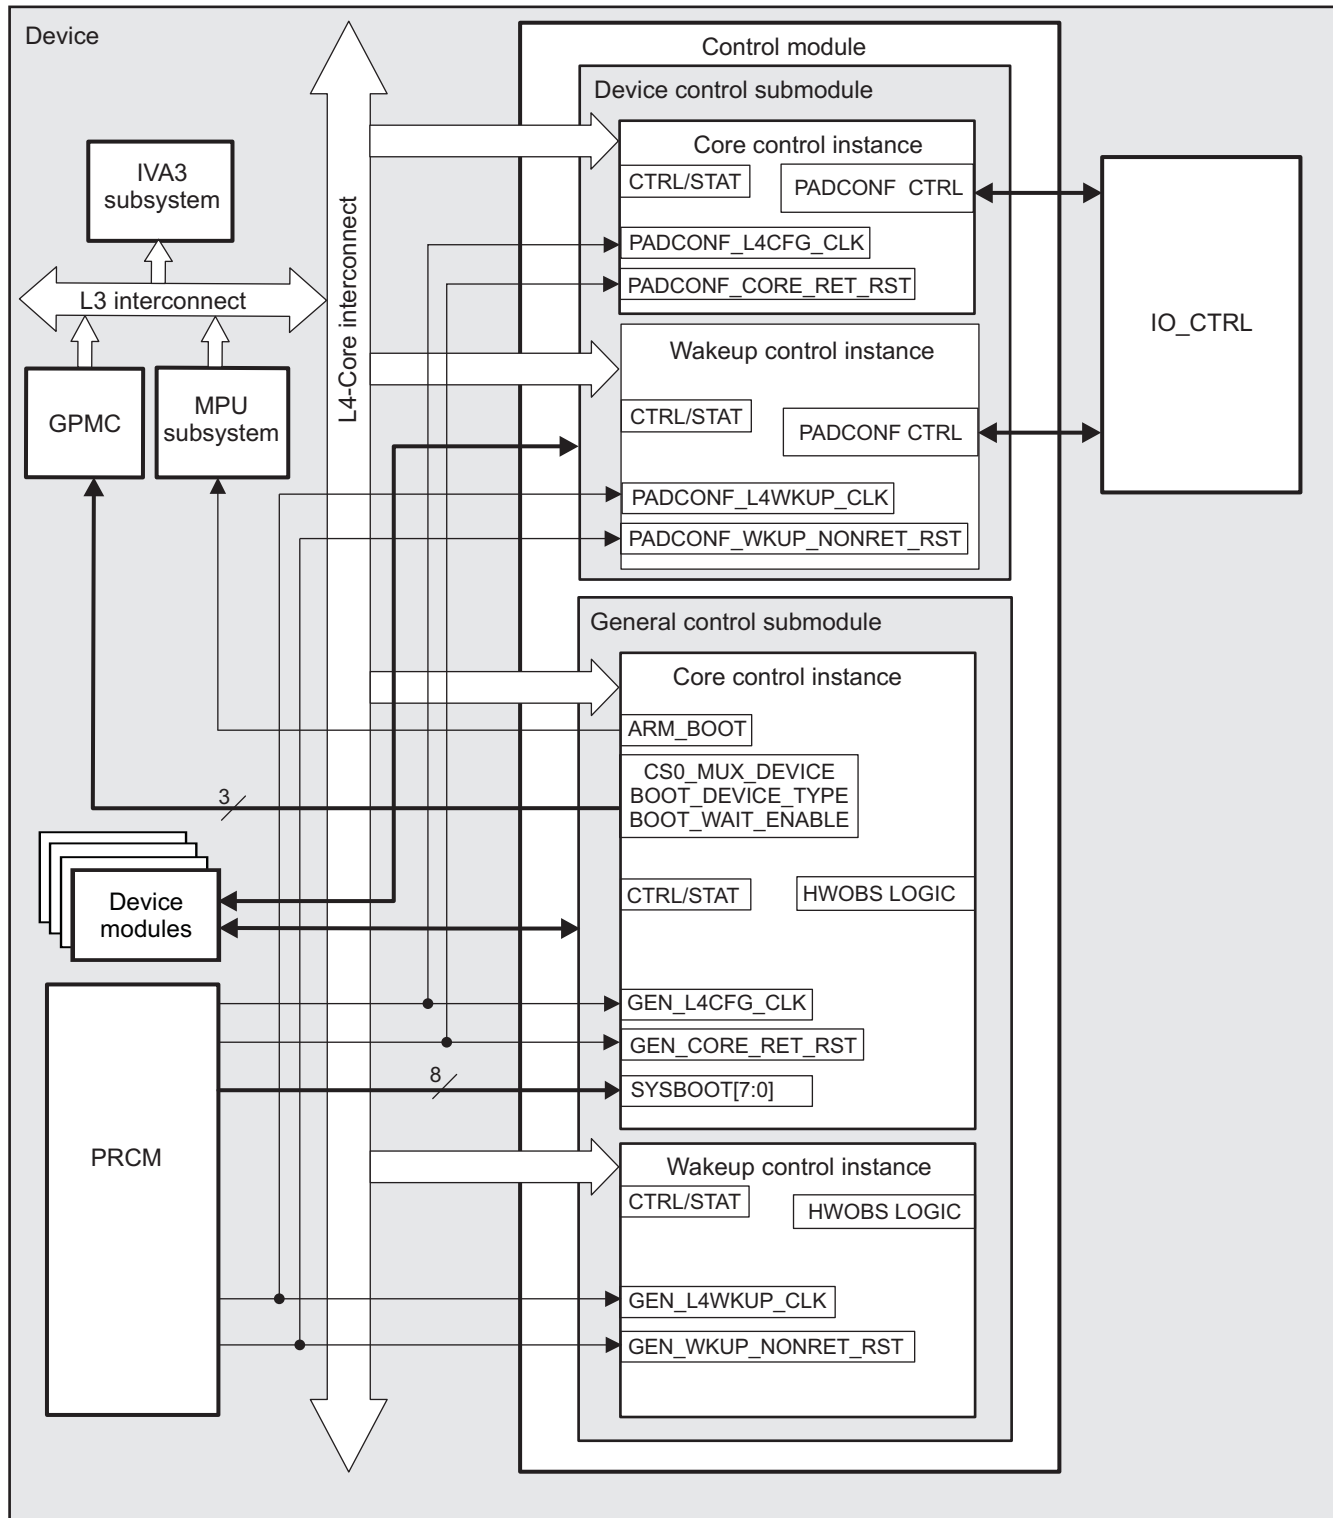 Device
Control module
Device control submodule
Core control instance
CTRL/STAT
PADCONF CTRL
PADCONF_L4CFG_CLK
PADCONF_CORE_RET_RST
IVA3
subsystem
L3 interconnect
L4-Core interconnect
GPMC
MPU
subsystem
IO_CTRL
Wakeup control instance
CTRL/STAT
PADCONF CTRL
PADCONF_L4WKUP_CLK
PADCONF_WKUP_NONRET_RST
General control submodule
Core control instance
ARM_BOOT
CS0_MUX_DEVICE
BOOT_DEVICE_TYPE
BOOT_WAIT_ENABLE
3
CTRL/STAT
HWOBS LOGIC
Device
modules
GEN_L4CFG_CLK
GEN_CORE_RET_RST
8
SYSBOOT[7:0]
PRCM
Wakeup control instance
CTRL/STAT
HWOBS LOGIC
GEN_L4WKUP_CLK
GEN_WKUP_NONRET_RST